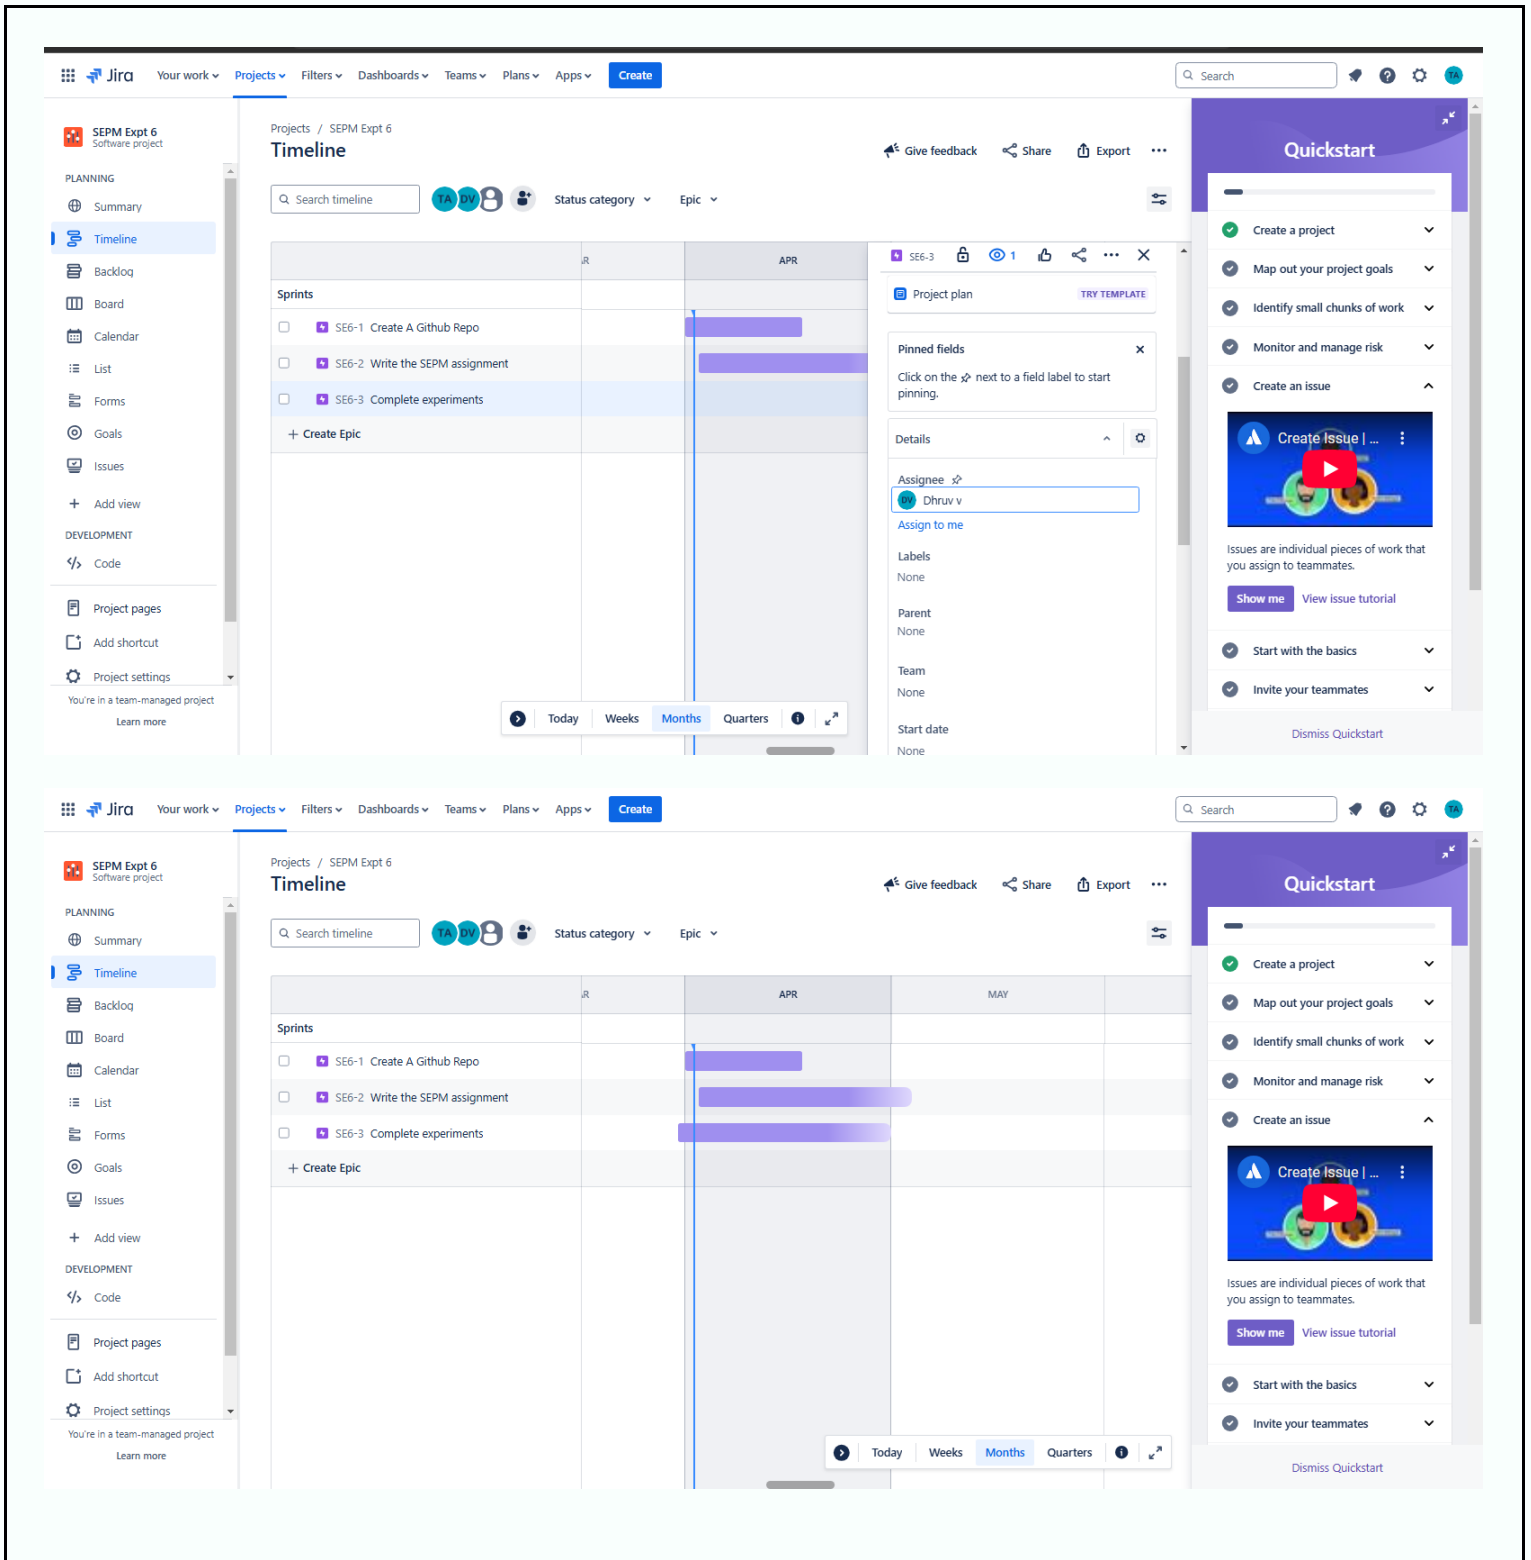 Jira Your work Projects Filters Dashboards Teams Plans Apps Create Search TA
SEPM Expt 6
Software project
PLANNING
Summary
Timeline
Backlog
Board
Calendar
List
Forms
Goals
Issues
Add view
DEVELOPMENT
Code
Project pages
Add shortcut
Project settings
You're in a team-managed project
Learn more
Projects / SEPM Expt 6
Timeline
Give feedback Share Export
Search timeline TA DV Status category Epic
APR
Sprints
SE6-1 Create A Github Repo
SE6-2 Write the SEPM assignment
SE6-3 Complete experiments
+ Create Epic
Today Weeks Months Quarters
SE6-3 1
Project plan TRY TEMPLATE
Pinned fields
Click on the next to a field label to start
pinning.
Details
Assignee
DV Dhruv v
Assign to me
Labels
None
Parent
None
Team
None
Start date
None
Quickstart
Create a project
Map out your project goals
Identify small chunks of work
Monitor and manage risk
Create an issue
Create Issue | ...
Issues are individual pieces of work that
you assign to teammates.
Show me View issue tutorial
Start with the basics
Invite your teammates
Dismiss Quickstart
Jira Your work Projects Filters Dashboards Teams Plans Apps Create Search TA
SEPM Expt 6
Software project
PLANNING
Summary
Timeline
Backlog
Board
Calendar
List
Forms
Goals
Issues
Add view
DEVELOPMENT
Code
Project pages
Add shortcut
Project settings
You're in a team-managed project
Learn more
Projects / SEPM Expt 6
Timeline
Give feedback Share Export
Search timeline TA DV Status category Epic
APR MAY
Sprints
SE6-1 Create A Github Repo
SE6-2 Write the SEPM assignment
SE6-3 Complete experiments
+ Create Epic
Today Weeks Months Quarters
Quickstart
Create a project
Map out your project goals
Identify small chunks of work
Monitor and manage risk
Create an issue
Create Issue | ...
Issues are individual pieces of work that
you assign to teammates.
Show me View issue tutorial
Start with the basics
Invite your teammates
Dismiss Quickstart